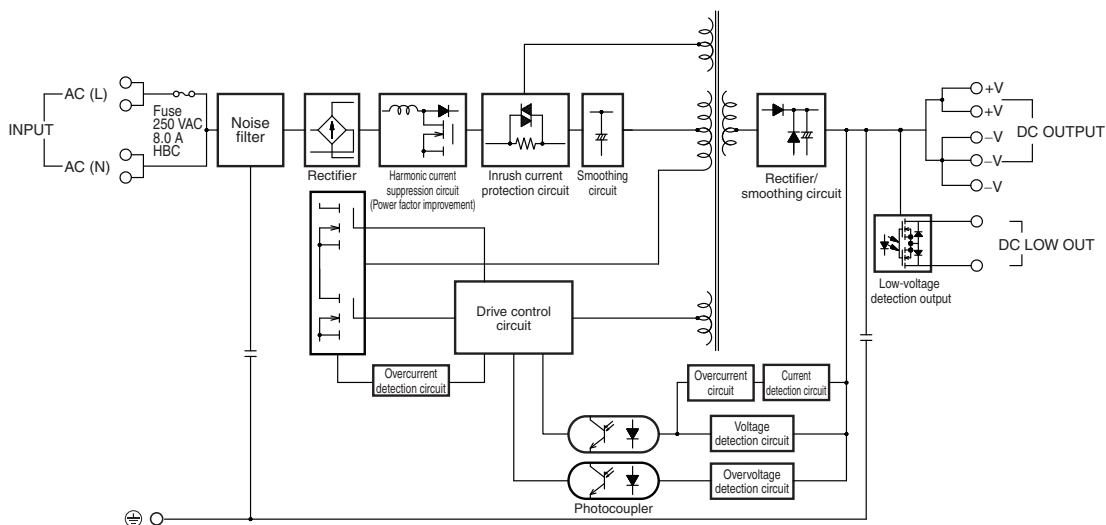 INPUT
AC (L)
AC (N)
Fuse
250 VAC
8.0 A
HBC
Noise
filter
Rectifier
Harmonic current
suppression circuit
(Power factor improvement)
Inrush current
protection circuit
Smoothing
circuit
Rectifier/
smoothing circuit
+V
+V
−V
−V
−V
DC OUTPUT
DC LOW OUT
Low-voltage
detection output
Drive control
circuit
Overcurrent
detection circuit
Overcurrent
circuit
Current
detection circuit
Voltage
detection circuit
Overvoltage
detection circuit
Photocoupler